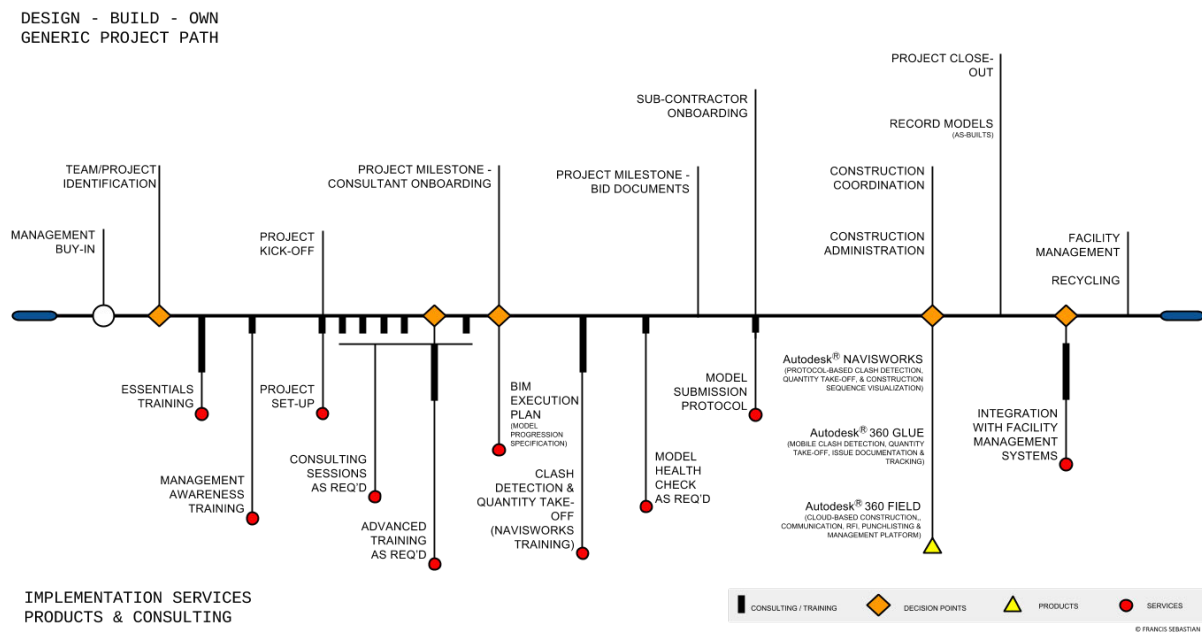 DESIGN - BUILD - OWN
GENERIC PROJECT PATH
PROJECT CLOSE-
OUT
SUB-CONTRACTOR
ONBOARDING
RECORD MODELS
(AS-BUILTS)
TEAM/PROJECT
IDENTIFICATION
PROJECT MILESTONE -
CONSULTANT ONBOARDING
PROJECT MILESTONE -
BID DOCUMENTS
CONSTRUCTION
COORDINATION
MANAGEMENT
BUY-IN
PROJECT
KICK-OFF
CONSTRUCTION
ADMINISTRATION
FACILITY
MANAGEMENT
RECYCLING
ESSENTIALS
TRAINING
PROJECT
SET-UP
BIM
EXECUTION
PLAN
(MODEL
PROGRESSION
SPECIFICATION)
MODEL
SUBMISSION
PROTOCOL
Autodesk® NAVISWORKS
(PROTOCOL-BASED CLASH DETECTION,
QUANTITY TAKE-OFF, & CONSTRUCTION
SEQUENCE VISUALIZATION)
INTEGRATION
WITH FACILITY
MANAGEMENT
SYSTEMS
Autodesk® 360 GLUE
(MOBILE CLASH DETECTION, QUANTITY
TAKE-OFF, ISSUE DOCUMENTATION &
TRACKING)
MANAGEMENT
AWARENESS
TRAINING
CONSULTING
SESSIONS
AS REQ'D
CLASH
DETECTION &
QUANTITY TAKE-
OFF
(NAVISWORKS
TRAINING)
MODEL
HEALTH
CHECK
AS REQ'D
ADVANCED
TRAINING
AS REQ'D
Autodesk® 360 FIELD
(CLOUD-BASED CONSTRUCTION,,
COMMUNICATION, RFI, PUNCHLISTING &
MANAGEMENT PLATFORM)
IMPLEMENTATION SERVICES
PRODUCTS & CONSULTING
CONSULTING / TRAINING
DECISION POINTS
PRODUCTS
SERVICES
© FRANCIS SEBASTIAN